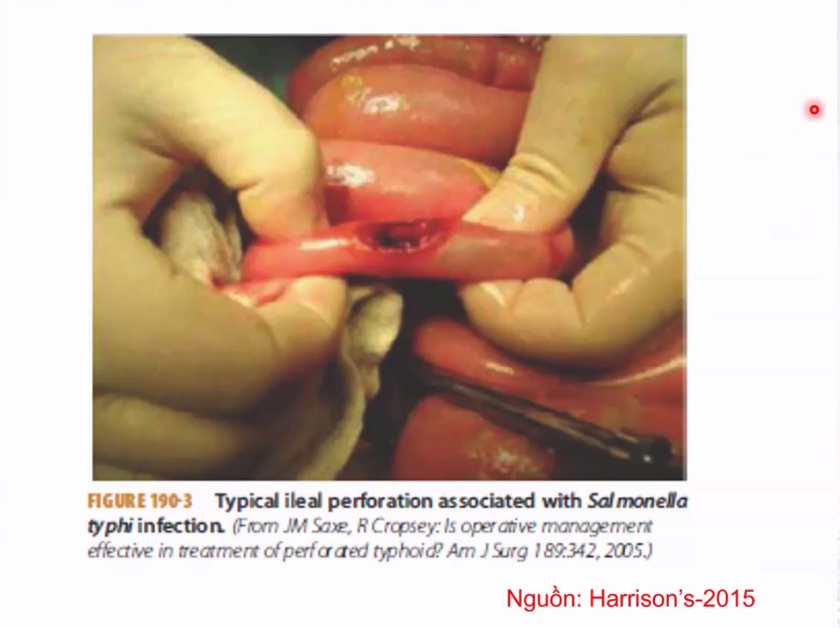 FIGURE 190-3 Typical ileal perforation associated with Salmonella
typhi infection. (From JM Saxe, R Cropsey: Is operative management
effective in treatment of perforated typhoid? Am J Surg 189:342, 2005.)
Nguồn: Harrison's-2015